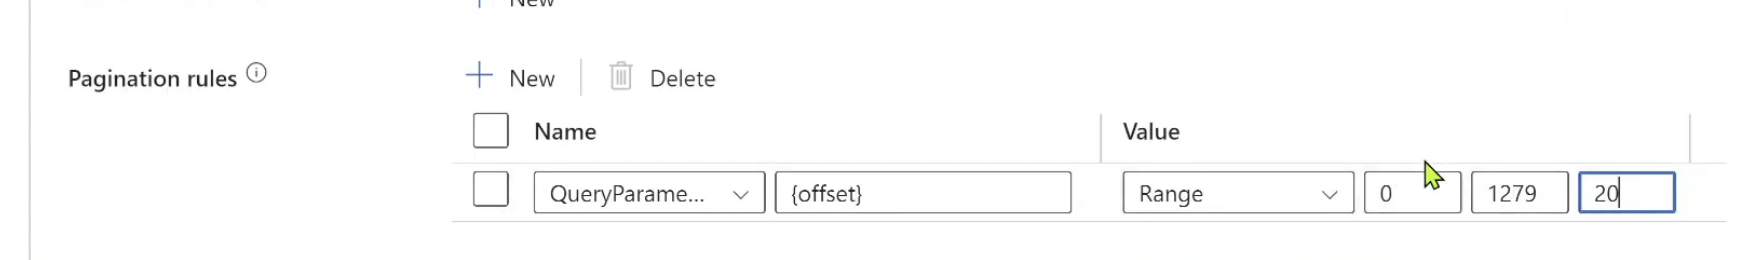 New
Pagination rules
New Delete
Name Value
QueryParame... {offset} Range 0 1279 20